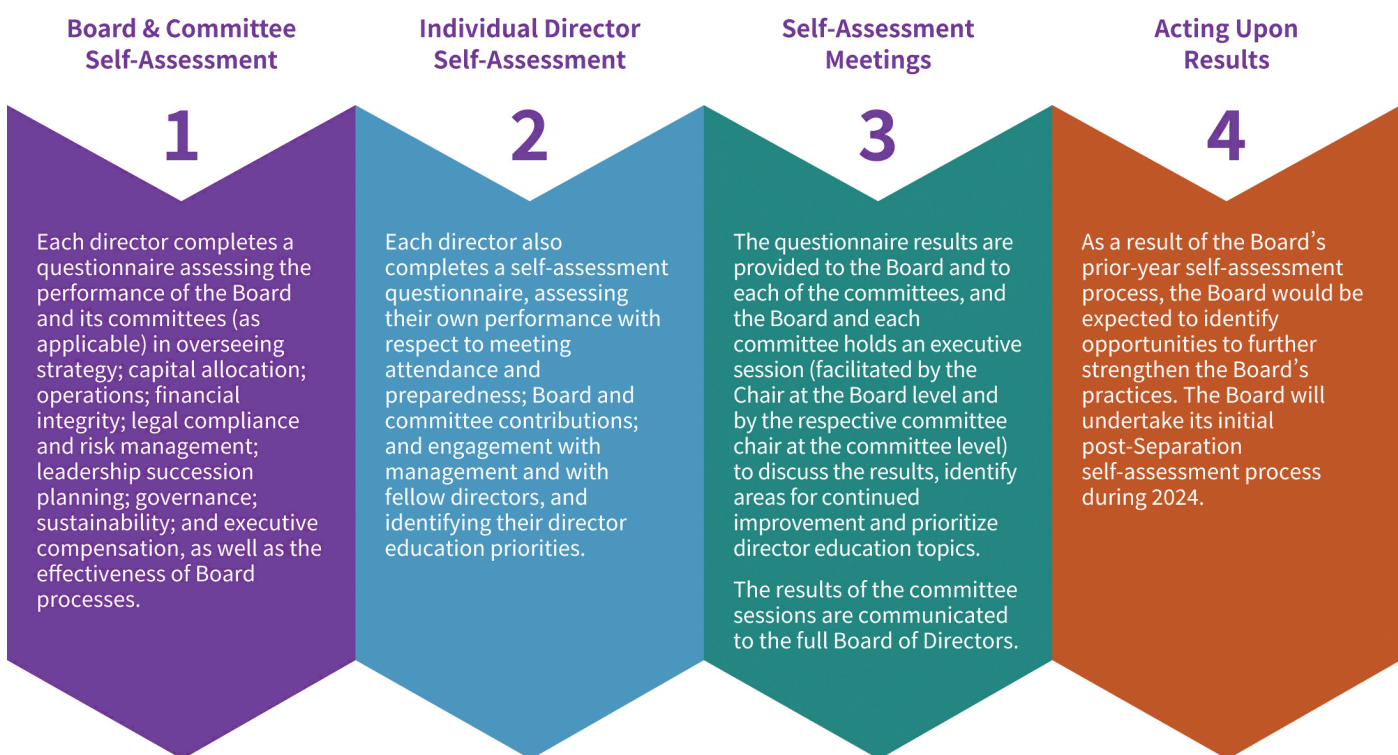 Board & Committee
Self-Assessment
1
Each director completes a
questionnaire assessing the
performance of the Board
and its committees (as
applicable) in overseeing
strategy; capital allocation;
operations; financial
integrity; legal compliance
and risk management;
leadership succession
planning; governance;
sustainability; and executive
compensation, as well as the
effectiveness of Board
processes.
Individual Director
Self-Assessment
2
Each director also
completes a self-assessment
questionnaire, assessing
their own performance with
respect to meeting
attendance and
preparedness; Board and
committee contributions;
and engagement with
management and with
fellow directors, and
identifying their director
education priorities.
Self-Assessment
Meetings
3
The questionnaire results are
provided to the Board and to
each of the committees, and
the Board and each
committee holds an executive
session (facilitated by the
Chair at the Board level and
by the respective committee
chair at the committee level)
to discuss the results, identify
areas for continued
improvement and prioritize
director education topics.
The results of the committee
sessions are communicated
to the full Board of Directors.
Acting Upon
Results
4
As a result of the Board's
prior-year self-assessment
process, the Board would be
expected to identify
opportunities to further
strengthen the Board's
practices. The Board will
undertake its initial
post-Separation
self-assessment process
during 2024.